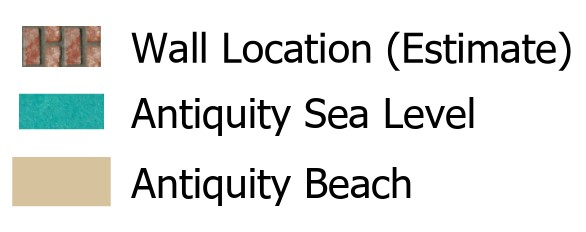 Wall Location (Estimate)
Antiquity Sea Level
Antiquity Beach